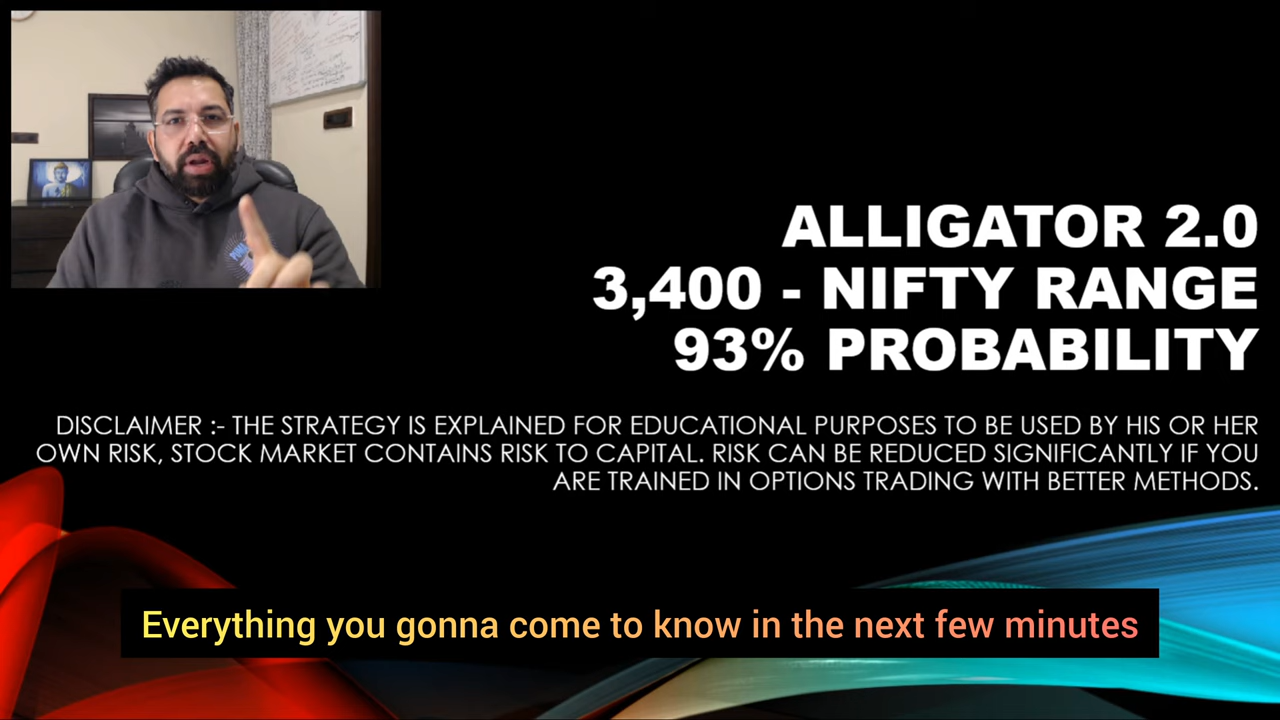 ALLIGATOR 2.0
3,400 - NIFTY RANGE
93% PROBABILITY
DISCLAIMER :- THE STRATEGY IS EXPLAINED FOR EDUCATIONAL PURPOSES TO BE USED BY HIS OR HER
OWN RISK, STOCK MARKET CONTAINS RISK TO CAPITAL. RISK CAN BE REDUCED SIGNIFICANTLY IF YOU
ARE TRAINED IN OPTIONS TRADING WITH BETTER METHODS.
Everything you gonna come to know in the next few minutes